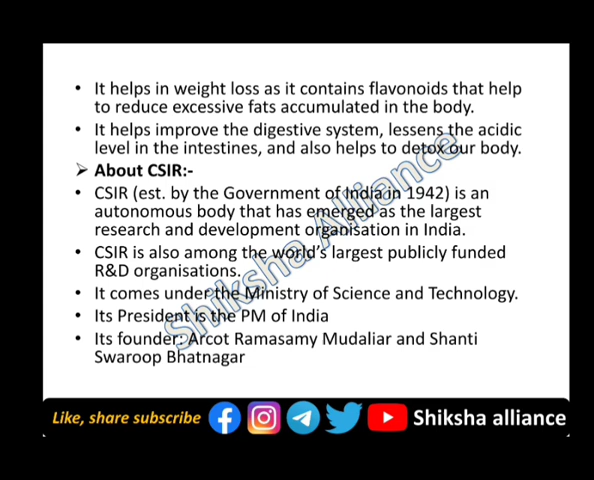 • It helps in weight loss as it contains flavonoids that help
to reduce excessive fats accumulated in the body.
• It helps improve the digestive system, lessens the acidic
level in the intestines, and also helps to detox our body.
➢ About CSIR:-
• CSIR (est. by the Government of India in 1942) is an
autonomous body that has emerged as the largest
research and development organisation in India.
• CSIR is also among the world's largest publicly funded
R&D organisations.
• It comes under the Ministry of Science and Technology.
• Its President is the PM of India
• Its founder: Arcot Ramasamy Mudaliar and Shanti
Swaroop Bhatnagar
Shiksha Alliance
Like, share subscribe Shiksha alliance